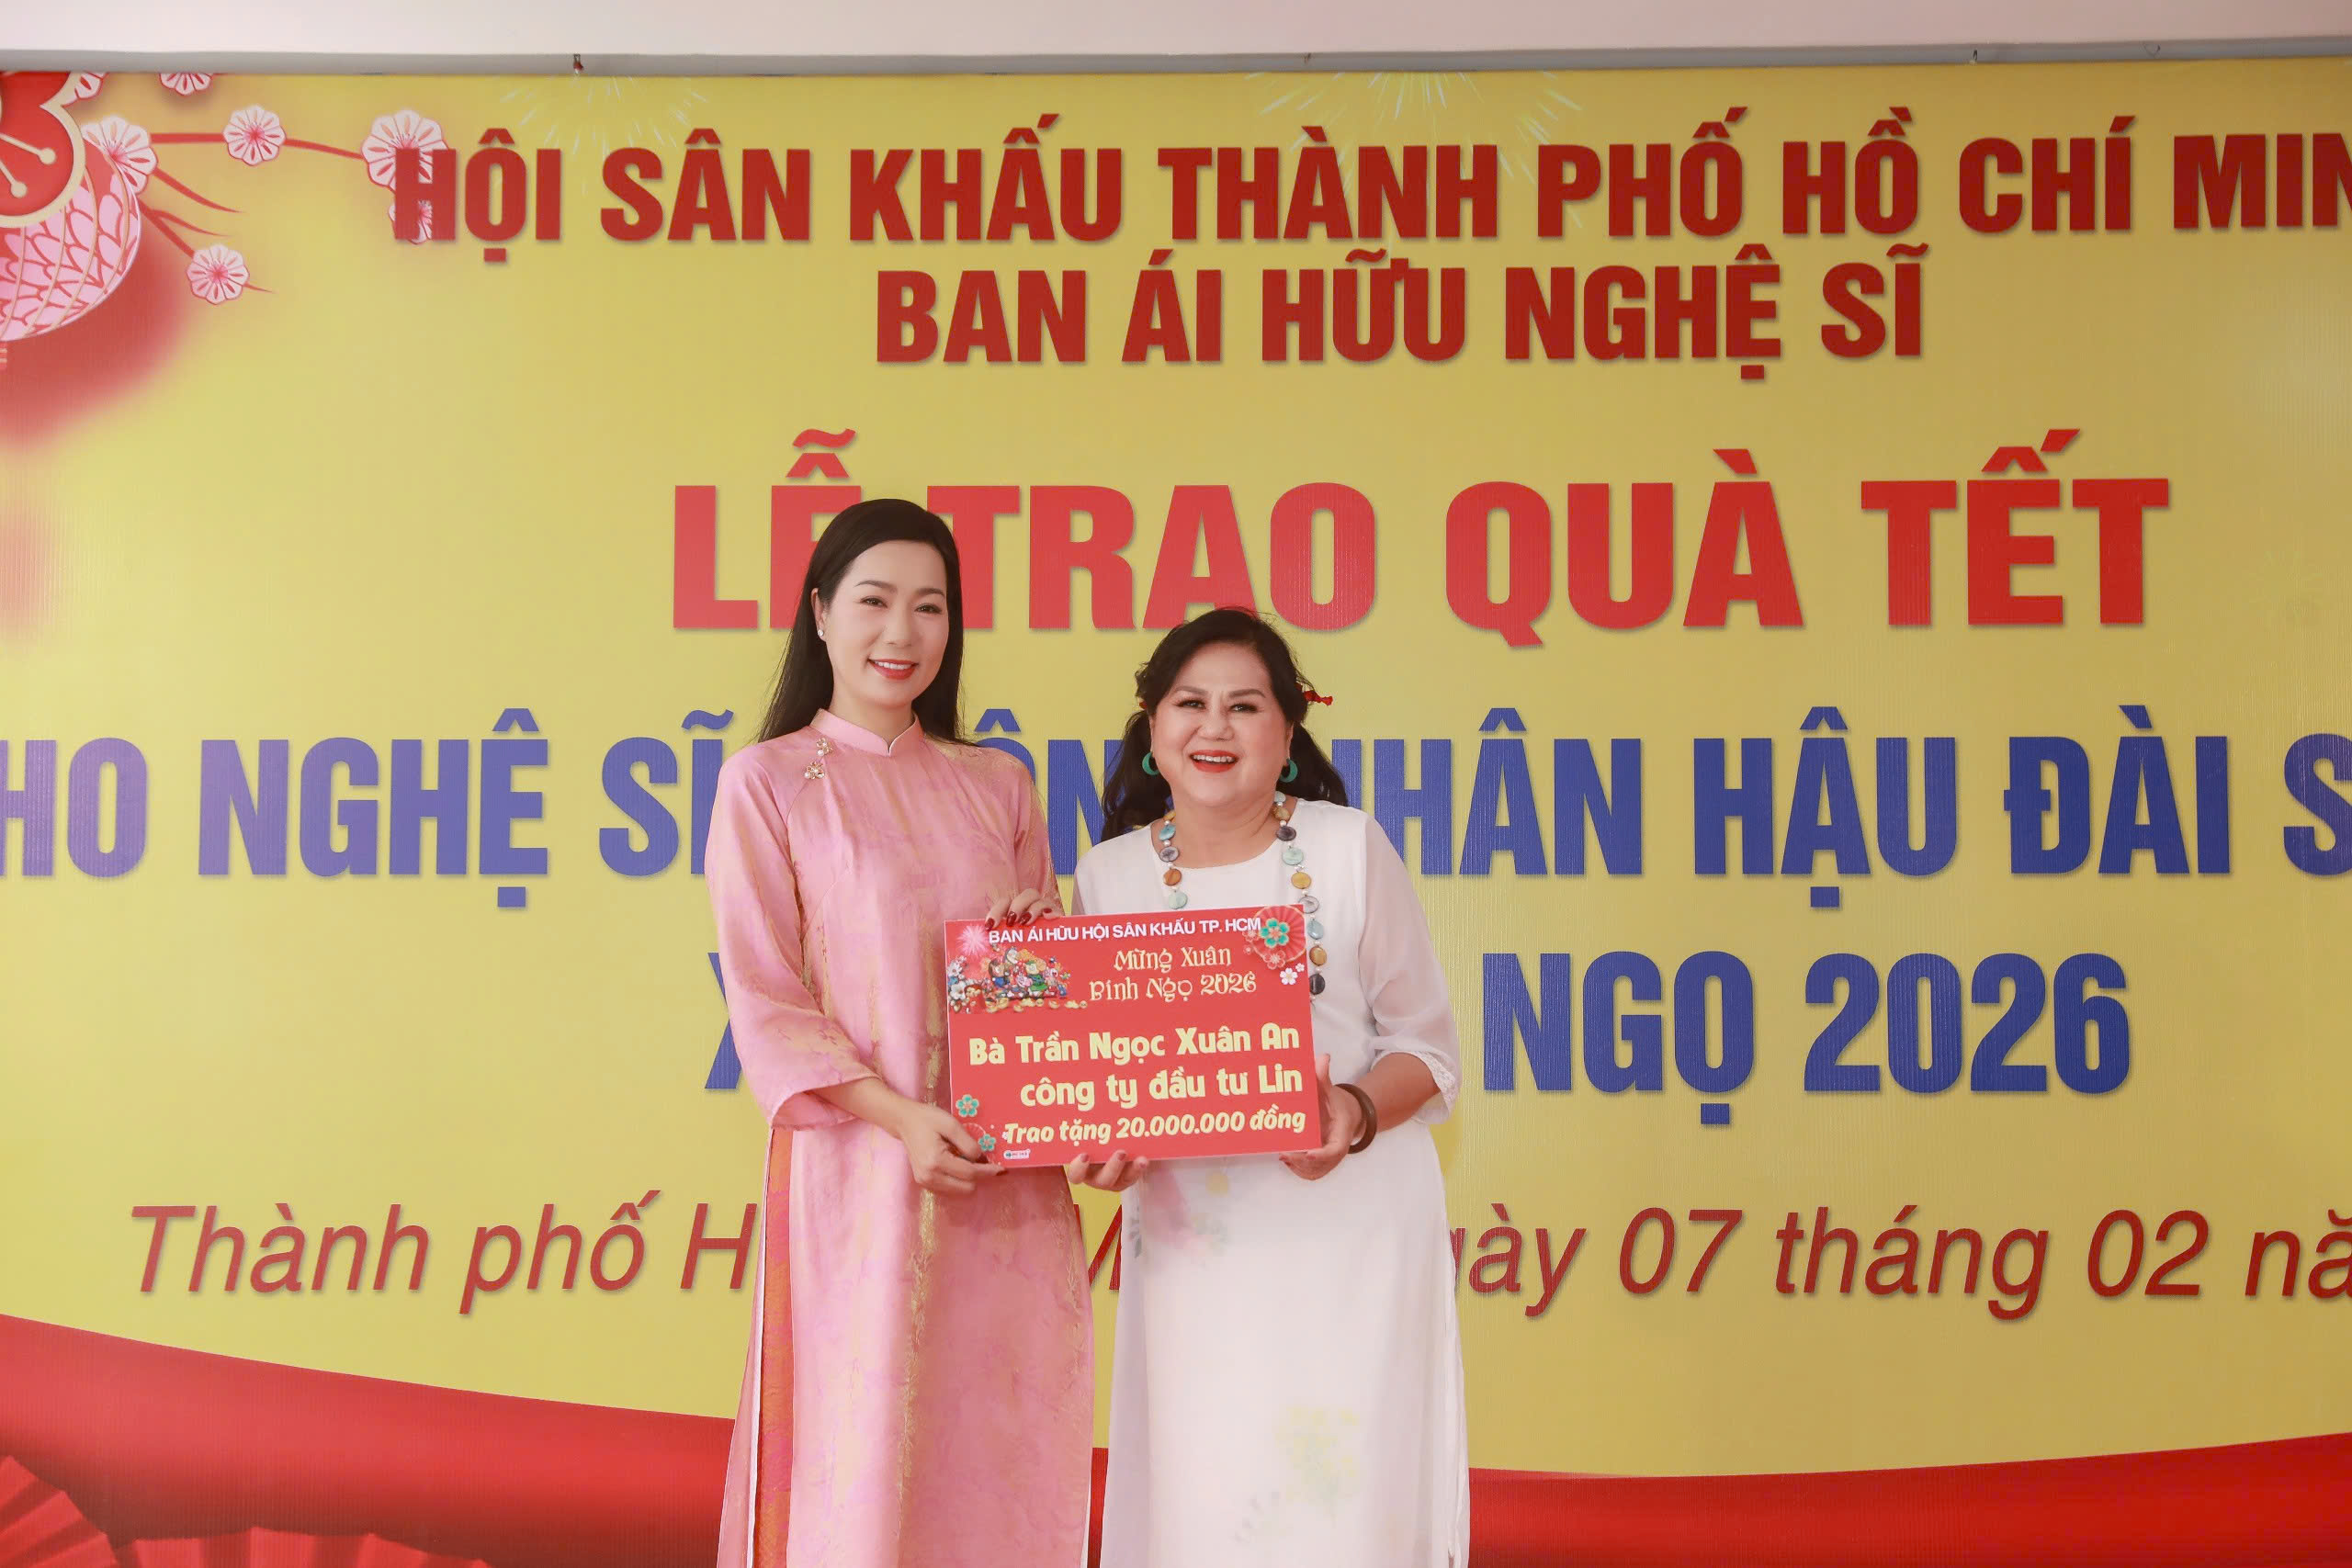 HỘI SÂN KHẤU THÀNH PHỐ HỒ CHÍ MIN
BAN ÁI HỮU NGHỆ SĨ
LỄ TRAO QUÀ TẾT
HO NGHỆ SĨ NHÂN HẬU ĐÀI S
NGỌ 2026
Thành phố H ngày 07 tháng 02 nă
BAN ÁI HỮU HỘI SÂN KHẤU TP. HCM
Mừng Xuân
Bính Ngọ 2026
Bà Trần Ngọc Xuân An
công ty đầu tư Lin
Trao tặng 20.000.000 đồng